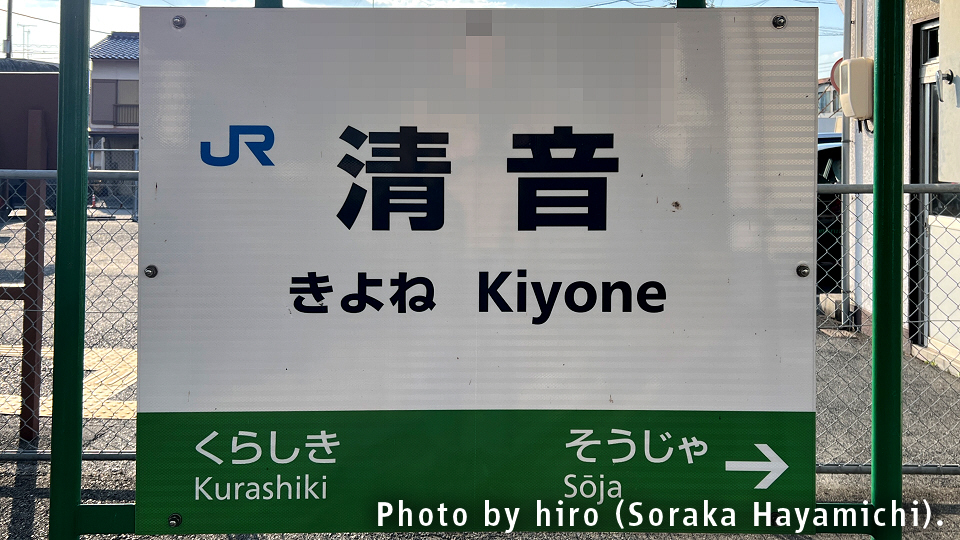 JR 清音
きよね Kiyone
くらしき そうじゃ
Kurashiki Sōja →
Photo by hiro (Soraka Hayamichi).